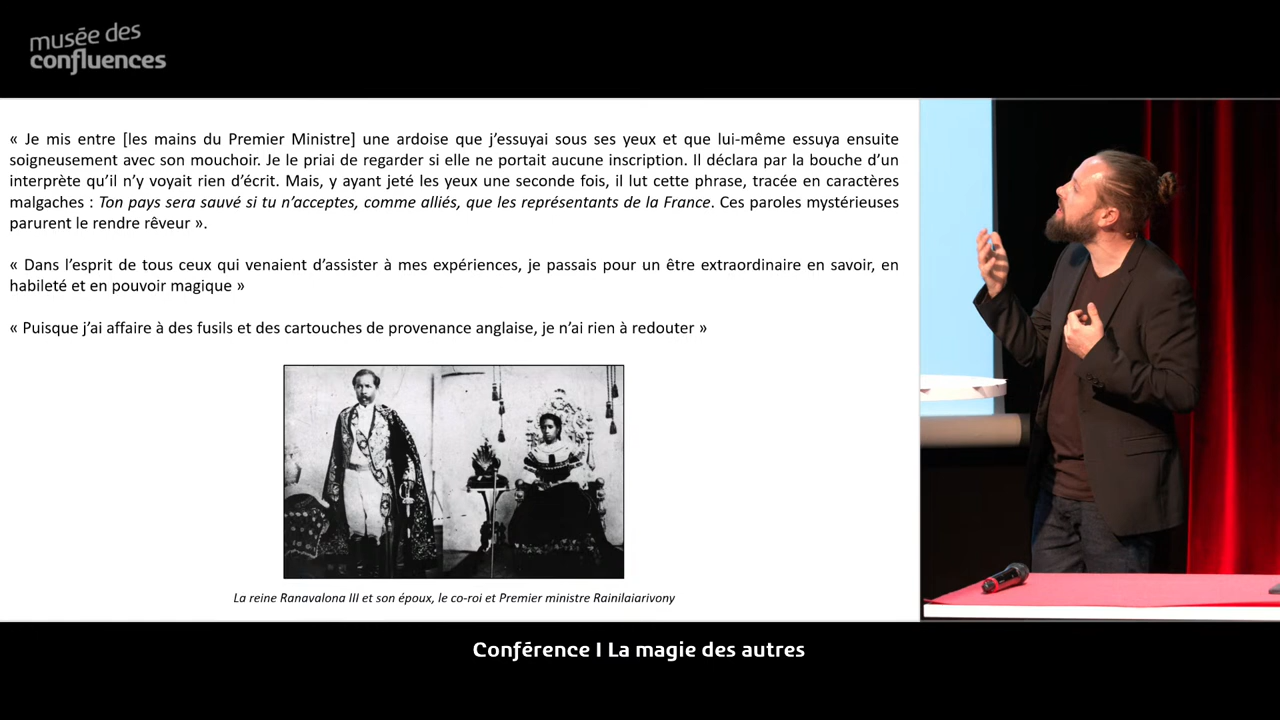 musée des
confluences
« Je mis entre [les mains du Premier Ministre] une ardoise que j’essuyai sous ses yeux et que lui-même essuya ensuite
soigneusement avec son mouchoir. Je le priai de regarder si elle ne portait aucune inscription. Il déclara par la bouche d’un
interprète qu’il n’y voyait rien d’écrit. Mais, y ayant jeté les yeux une seconde fois, il lut cette phrase, tracée en caractères
malgaches : Ton pays sera sauvé si tu n’acceptes, comme alliés, que les représentants de la France. Ces paroles mystérieuses
parurent le rendre rêveur ».
« Dans l’esprit de tous ceux qui venaient d’assister à mes expériences, je passais pour un être extraordinaire en savoir, en
habileté et en pouvoir magique »
« Puisque j’ai affaire à des fusils et des cartouches de provenance anglaise, je n’ai rien à redouter »
La reine Ranavalona III et son époux, le co-roi et Premier ministre Rainilaiarivony
Conférence I La magie des autres